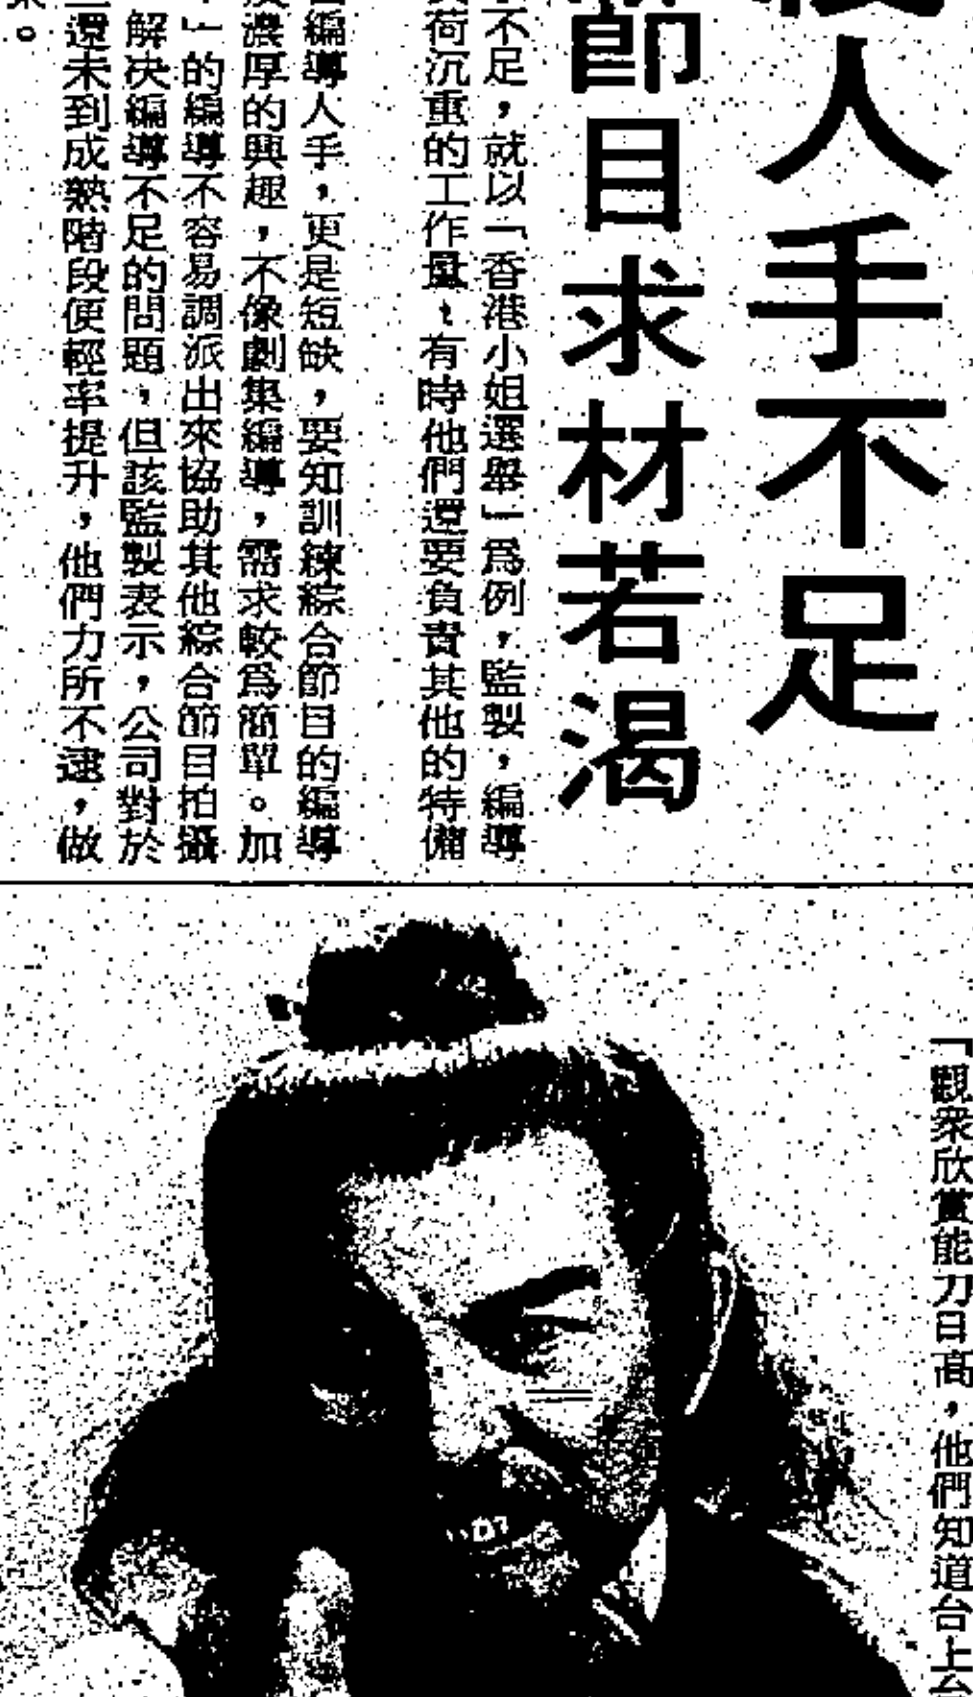 人手不足
節目求材若渴
不足，就以「香港小姐選舉」為例，監製，編導
荷沉重的工作量，有時他們還要負責其他的特備
編導人手，更是短缺，要知訓練綜合節目的編導
濃厚的興趣，不像劇集編導，需求較為簡單。加
」的編導不容易調派出來協助其他綜合節目拍攝
解决編導不足的問題，但該監製表示，公司對於
還未到成熟階段便輕率提升，他們力所不逮，做
。
「觀衆欣賞能力日高，他們知道台上台